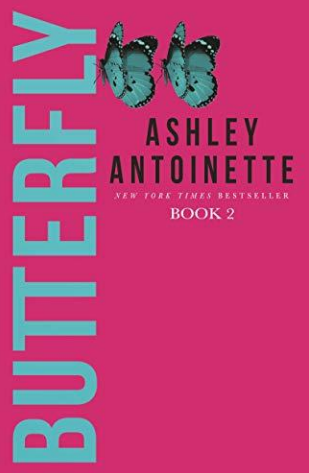 BUTTERFLY
ASHLEY
ANTOINETTE
NEW YORK TIMES BESTSELLER
BOOK 2